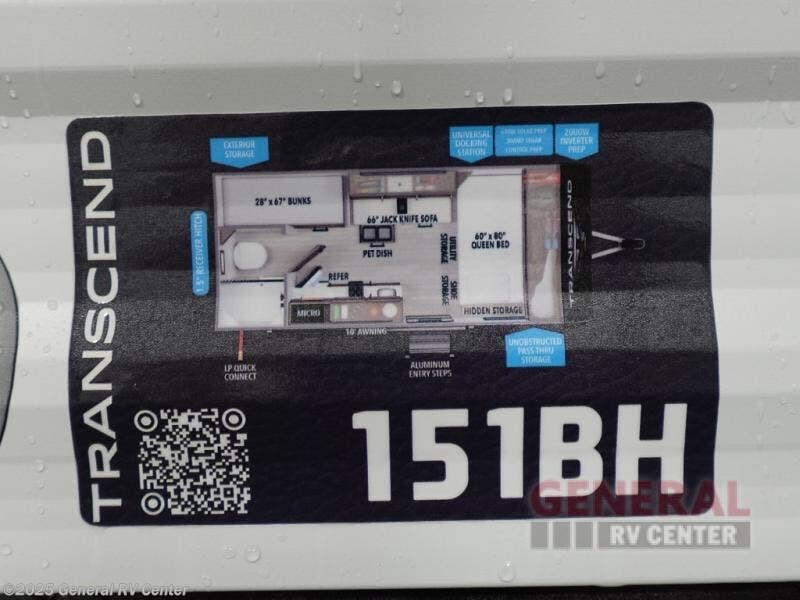 TRANSCEND
EXTERIOR
STORAGE
UNIVERSAL
DOCKING
STATION
CONTROL PREP
2000W
INVERTER
PREP
1.5" RECEIVER HITCH
28" x 67" BUNKS
66" JACK KNIFE SOFA
PET DISH
UTILITY
STORAGE
60" x 80"
QUEEN BED
TRANSCEND
REFER
SHOE
STORAGE
MICRO
HIDDEN STORAGE
10' AWNING
UNOBSTRUCTED
PASS THRU
STORAGE
LP QUICK
CONNECT
ALUMINUM
ENTRY STEPS
151BH
GENERAL
RV CENTER
©2025 General RV Center